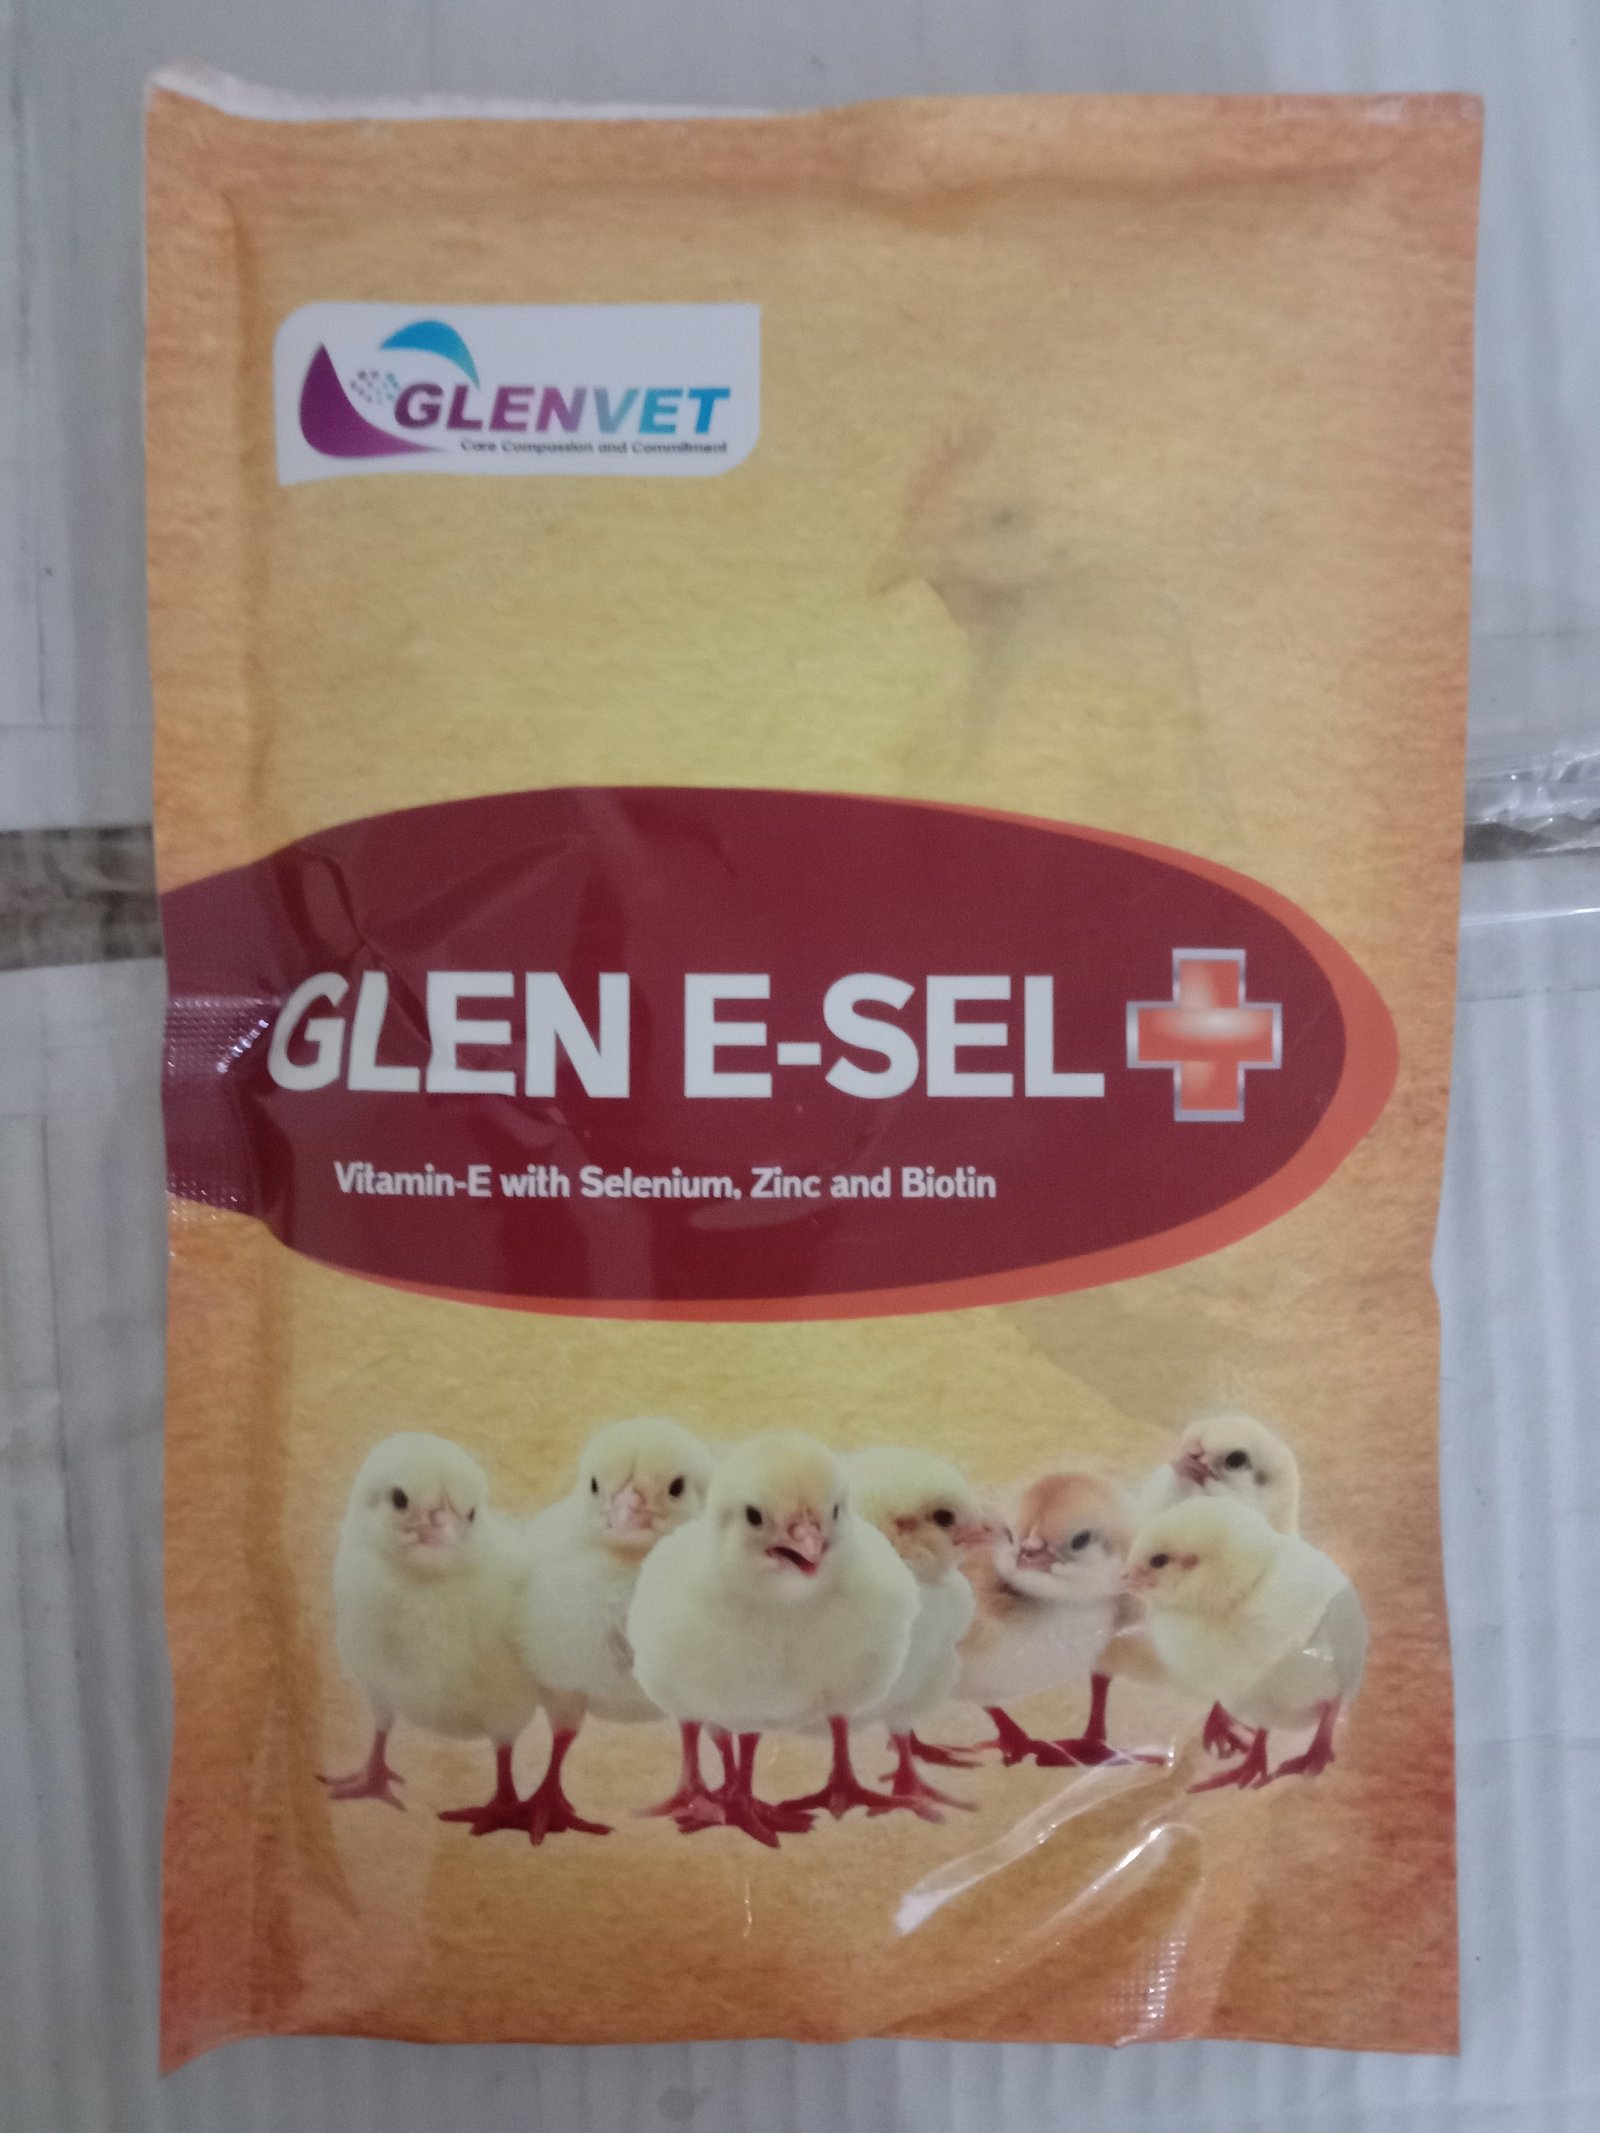 GLENVET
Care Compassion and Commitment
GLEN E-SEL+
Vitamin-E with Selenium, Zinc and Biotin